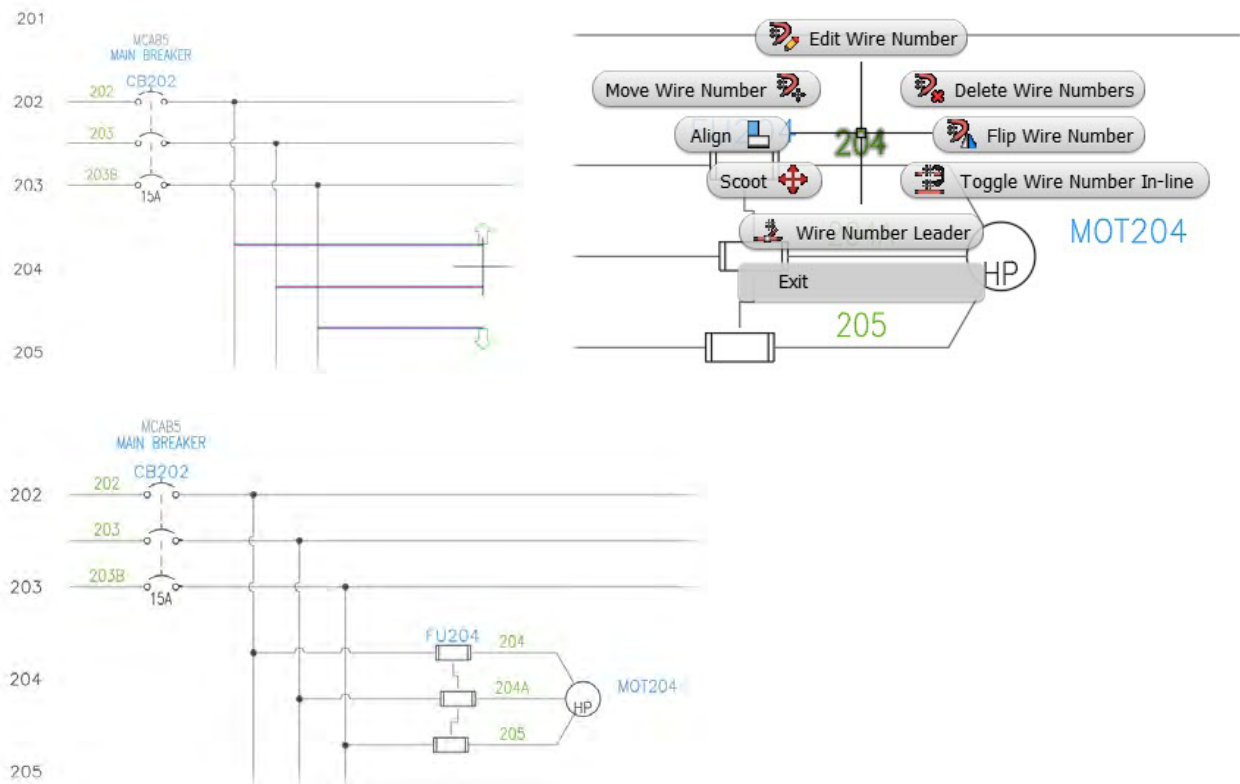 201
MCAB5
MAIN BREAKER
CB202
202
202
203
203B
203
15A
204
205
Edit Wire Number
Move Wire Number
Delete Wire Numbers
Align
204
Flip Wire Number
Scoot
Toggle Wire Number In-line
Wire Number Leader
MOT204
HP
Exit
205
MCAB5
MAIN BREAKER
CB202
202
202
203
203B
203
15A
FU204
204
204
204A
MOT204
HP
205
205